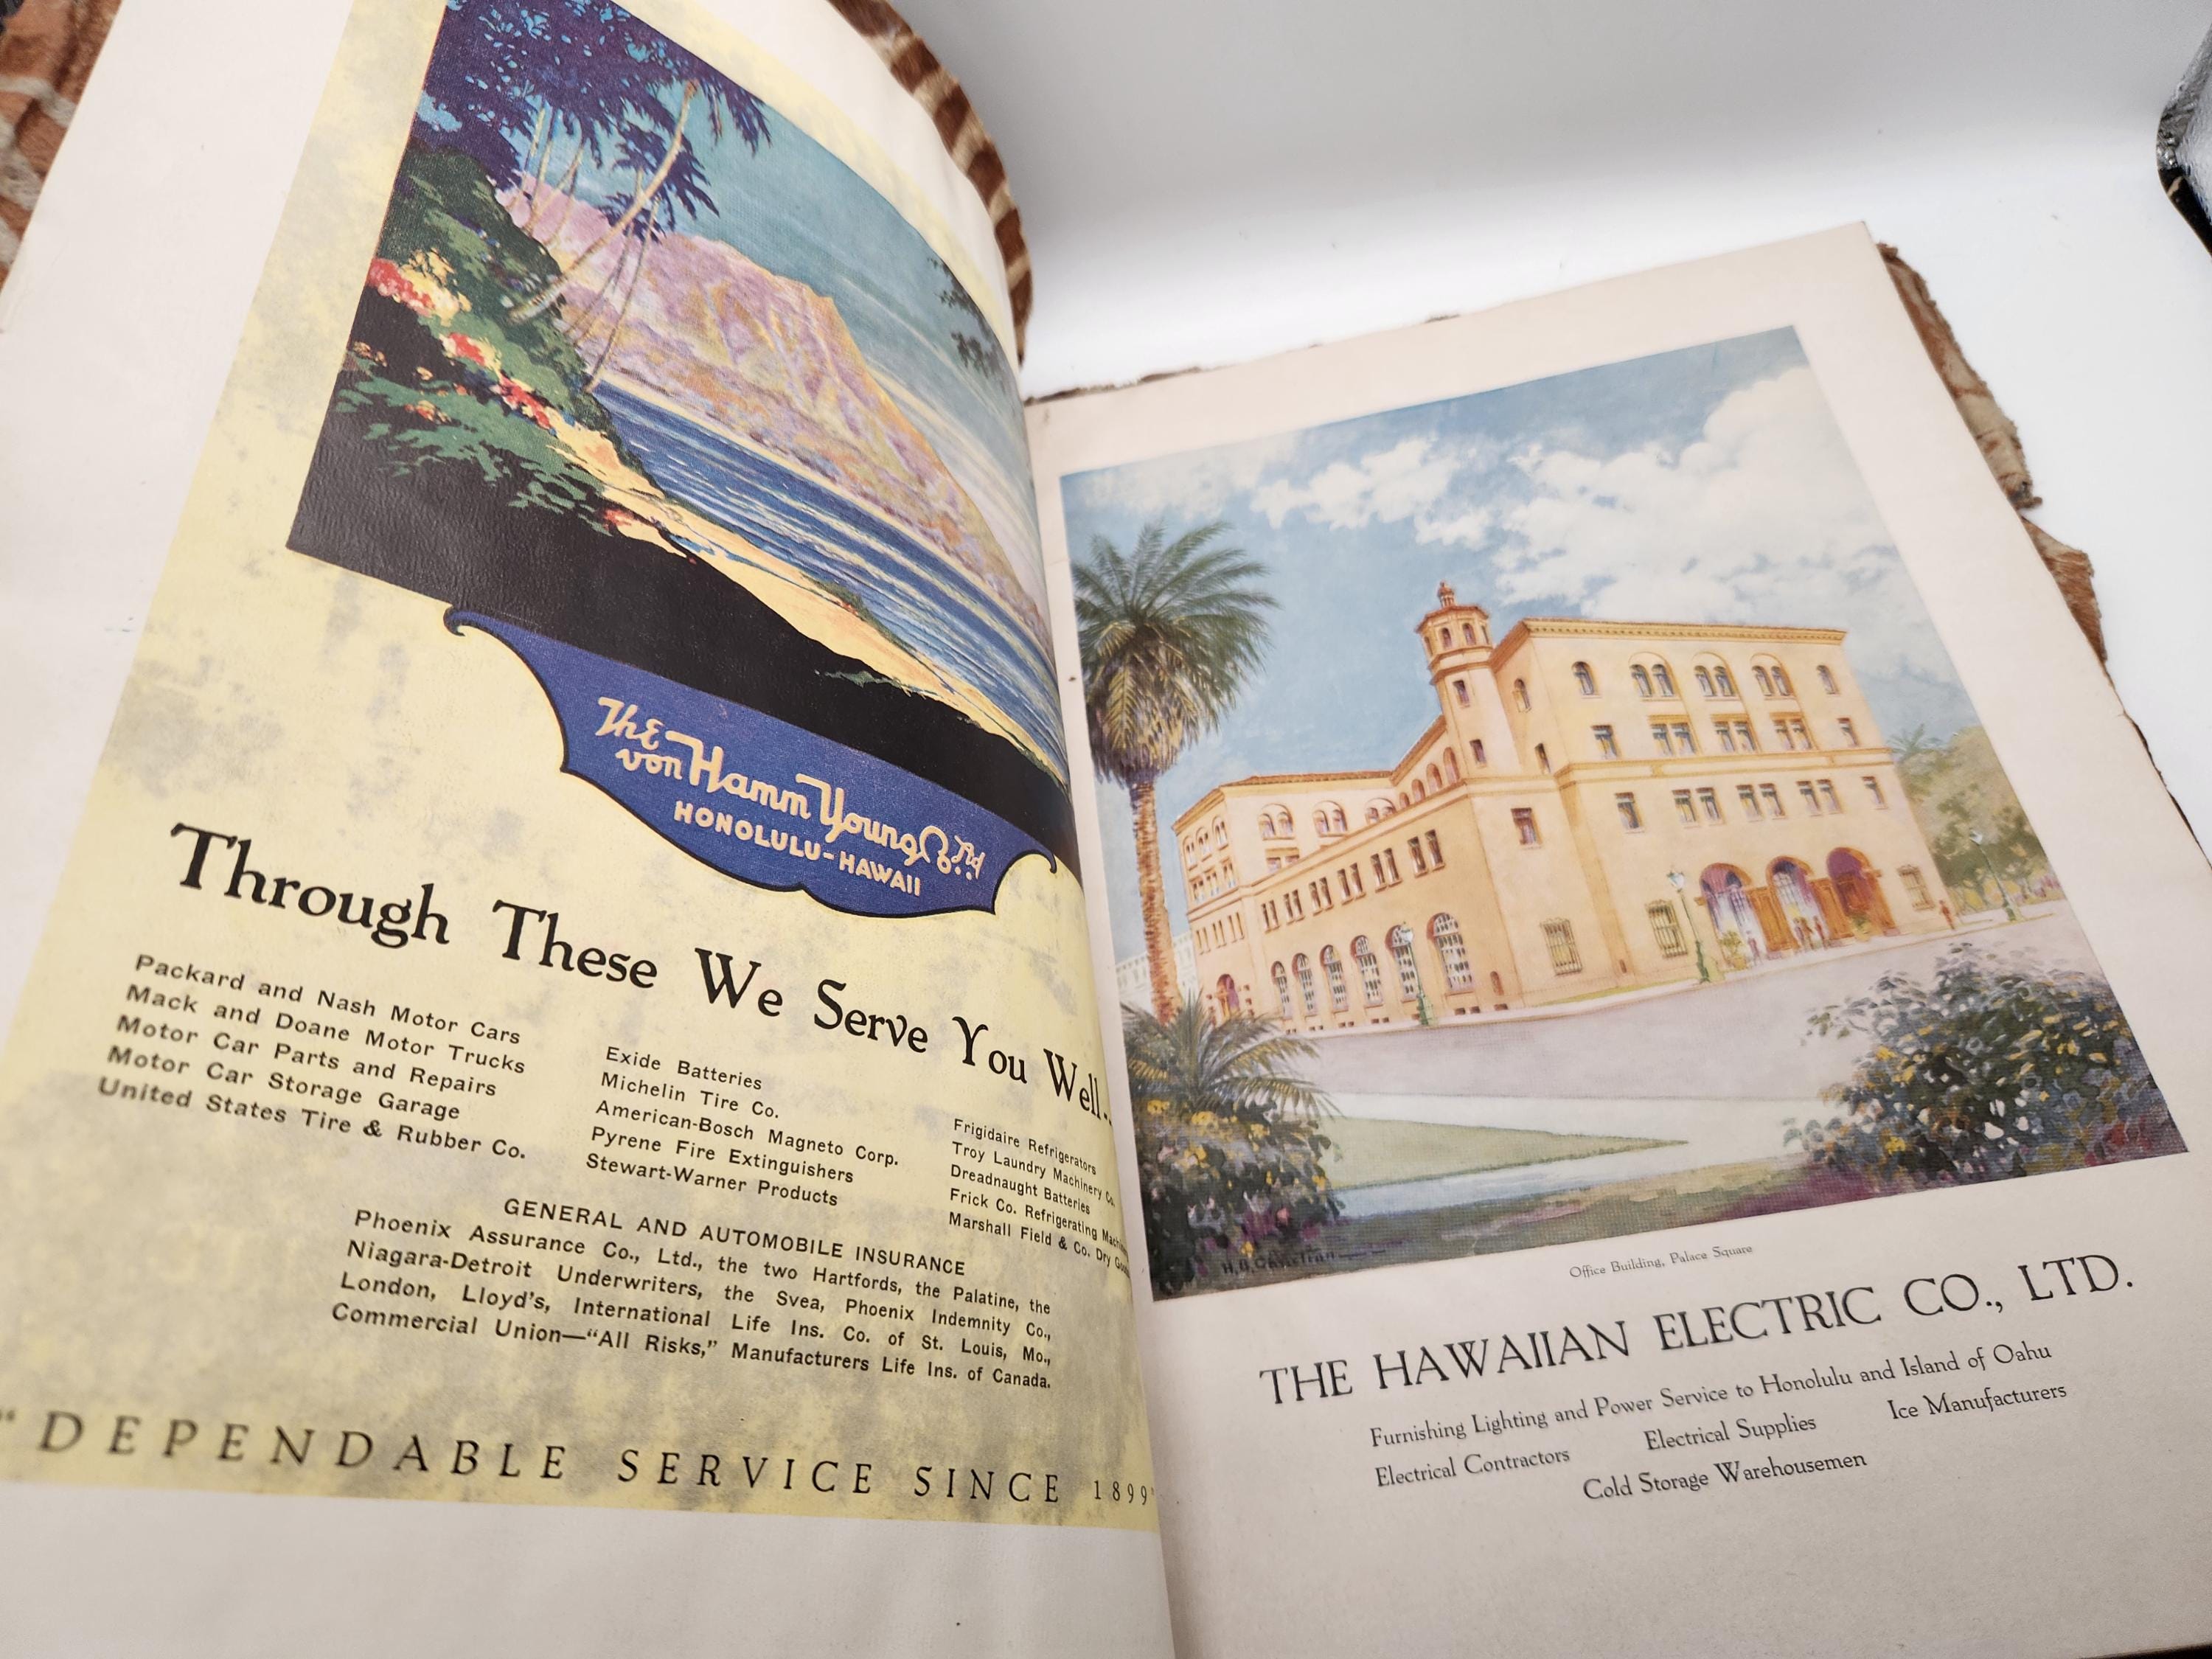 The
von Hamm Young Co. Ltd.
HONOLULU-HAWAII
Through These We Serve You Well..
Packard and Nash Motor Cars
Mack and Doane Motor Trucks
Motor Car Parts and Repairs
Motor Car Storage Garage
United States Tire & Rubber Co.
Exide Batteries
Michelin Tire Co.
American-Bosch Magneto Corp.
Pyrene Fire Extinguishers
Stewart-Warner Products
Frigidaire Refrigerators
Troy Laundry Machinery Co.
Dreadnaught Batteries
Frick Co. Refrigerating
Marshall Field & Co. Dry
GENERAL AND AUTOMOBILE INSURANCE
Phoenix Assurance Co., Ltd., the two Hartfords, the Palatine, the
Niagara-Detroit Underwriters, the Svea, Phoenix Indemnity Co.,
London, Lloyd's, International Life Ins. Co. of St. Louis, Mo.,
Commercial Union—"All Risks," Manufacturers Life Ins. of Canada.
"DEPENDABLE SERVICE SINCE 1899"
Office Building, Palace Square
THE HAWAIIAN ELECTRIC CO., LTD.
Furnishing Lighting and Power Service to Honolulu and Island of Oahu
Electrical Contractors Electrical Supplies Ice Manufacturers
Cold Storage Warehousemen